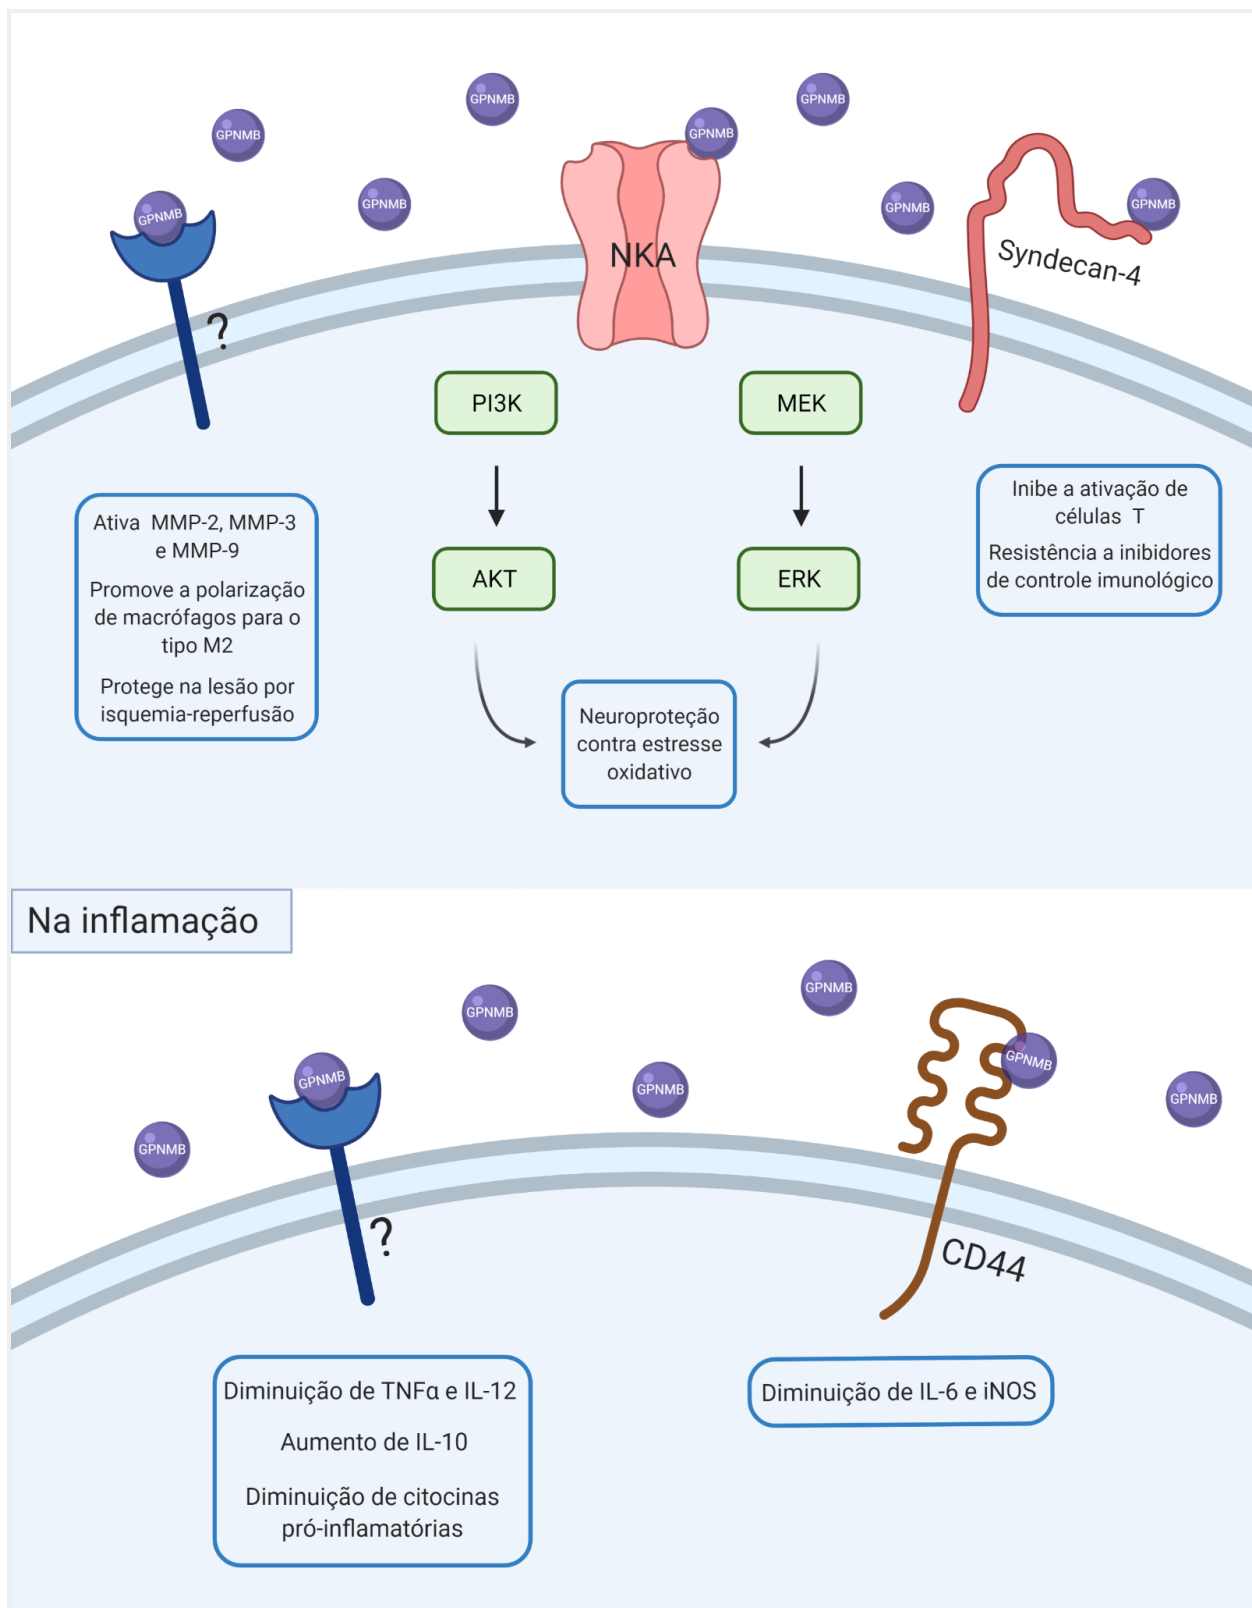 GPNMB
GPNMB
GPNMB
GPNMB
GPNMB
GPNMB
GPNMB
GPNMB
NKA
Syndecan-4
?
PI3K
MEK
AKT
ERK
Ativa MMP-2, MMP-3
e MMP-9
Promove a polarização
de macrófagos para o
tipo M2
Protege na lesão por
isquemia-reperfusão
Neuroproteção
contra estresse
oxidativo
Inibe a ativação de
células T
Resistência a inibidores
de controle imunológico
Na inflamação
GPNMB
GPNMB
GPNMB
GPNMB
GPNMB
GPNMB
GPNMB
?
CD44
Diminuição de TNFα e IL-12
Aumento de IL-10
Diminuição de citocinas
pró-inflamatórias
Diminuição de IL-6 e iNOS